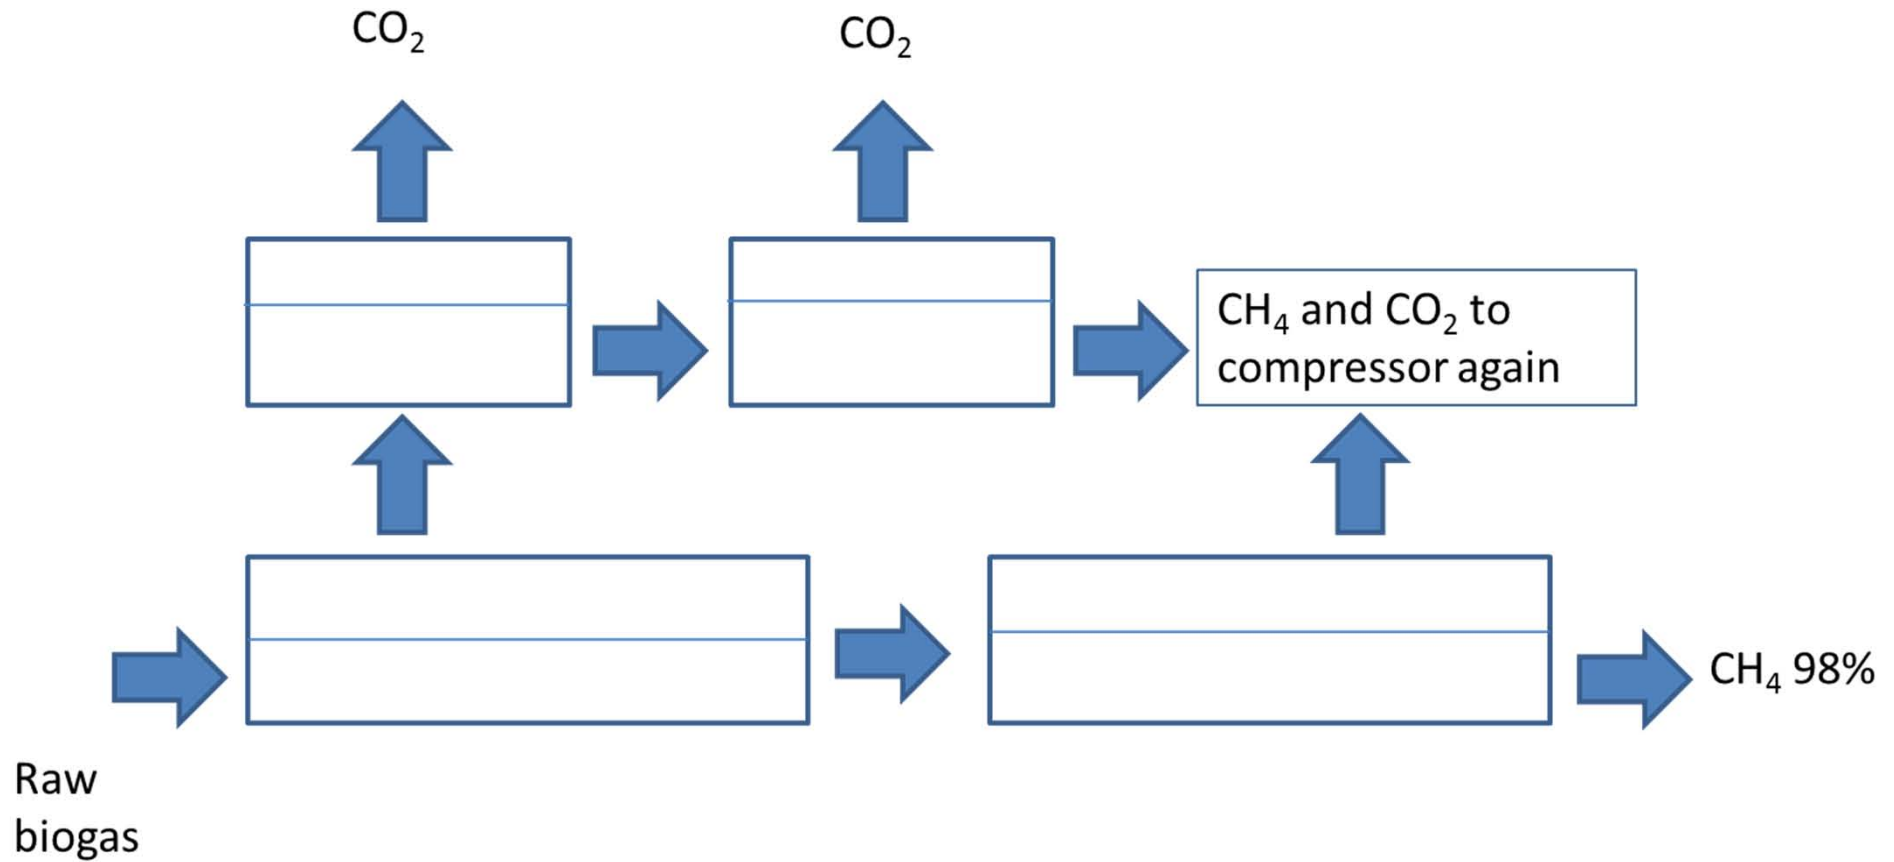 CO₂
CO₂
CH₄ and CO₂ to
compressor again
CH₄ 98%
Raw
biogas